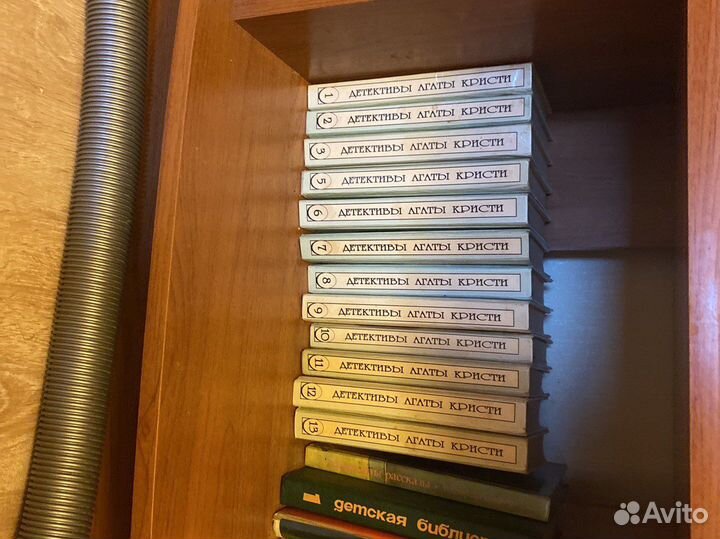 1 ДЕТЕКТИВЫ АГАТЫ КРИСТИ
2 ДЕТЕКТИВЫ АГАТЫ КРИСТИ
3 ДЕТЕКТИВЫ АГАТЫ КРИСТИ
5 ДЕТЕКТИВЫ АГАТЫ КРИСТИ
6 ДЕТЕКТИВЫ АГАТЫ КРИСТИ
7 ДЕТЕКТИВЫ АГАТЫ КРИСТИ
8 ДЕТЕКТИВЫ АГАТЫ КРИСТИ
9 ДЕТЕКТИВЫ АГАТЫ КРИСТИ
10 ДЕТЕКТИВЫ АГАТЫ КРИСТИ
11 ДЕТЕКТИВЫ АГАТЫ КРИСТИ
12 ДЕТЕКТИВЫ АГАТЫ КРИСТИ
13 ДЕТЕКТИВЫ АГАТЫ КРИСТИ
рассказы
1 детская
Avito